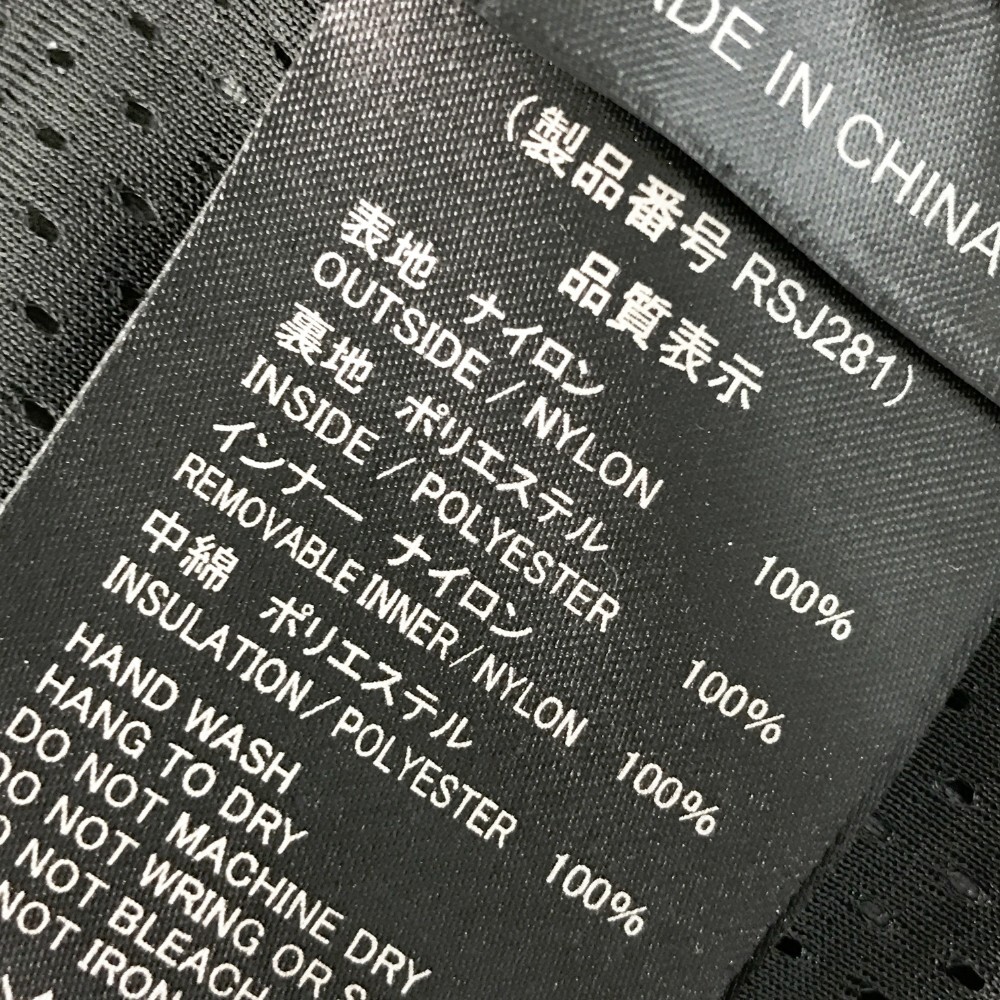 MADE IN CHINA
(製品番号 RSJ281)
品質表示
表地 ナイロン 100%
OUTSIDE / NYLON
裏地 ポリエステル 100%
INSIDE / POLYESTER
インナー ナイロン 100%
REMOVABLE INNER/NYLON
中綿 ポリエステル 100%
INSULATION/POLYESTER
HAND WASH
HANG TO DRY
DO NOT MACHINE DRY
DO NOT WRING OR
DO NOT BLEACH
NOT IRON